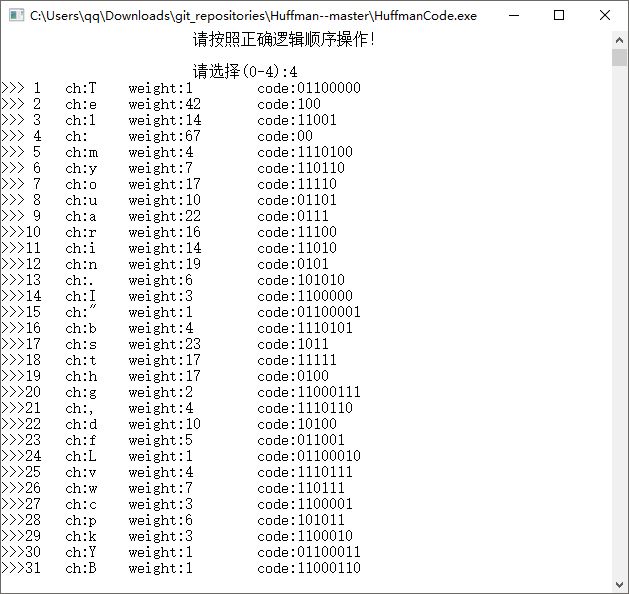 C:\Users\qq\Downloads\git_repositories\Huffman--master\HuffmanCode.exe
请按照正确逻辑顺序操作!
请选择(0-4):4
>>> 1 ch:T weight:1 code:01100000
>>> 2 ch:e weight:42 code:100
>>> 3 ch:l weight:14 code:11001
>>> 4 ch:  weight:67 code:00
>>> 5 ch:m weight:4 code:1110100
>>> 6 ch:y weight:7 code:110110
>>> 7 ch:o weight:17 code:11110
>>> 8 ch:u weight:10 code:01101
>>> 9 ch:a weight:22 code:0111
>>>10 ch:r weight:16 code:11100
>>>11 ch:i weight:14 code:11010
>>>12 ch:n weight:19 code:0101
>>>13 ch:. weight:6 code:101010
>>>14 ch:I weight:3 code:1100000
>>>15 ch:" weight:1 code:01100001
>>>16 ch:b weight:4 code:1110101
>>>17 ch:s weight:23 code:1011
>>>18 ch:t weight:17 code:11111
>>>19 ch:h weight:17 code:0100
>>>20 ch:g weight:2 code:11000111
>>>21 ch:, weight:4 code:1110110
>>>22 ch:d weight:10 code:10100
>>>23 ch:f weight:5 code:011001
>>>24 ch:L weight:1 code:01100010
>>>25 ch:v weight:4 code:1110111
>>>26 ch:w weight:7 code:110111
>>>27 ch:c weight:3 code:1100001
>>>28 ch:p weight:6 code:101011
>>>29 ch:k weight:3 code:1100010
>>>30 ch:Y weight:1 code:01100011
>>>31 ch:B weight:1 code:11000110